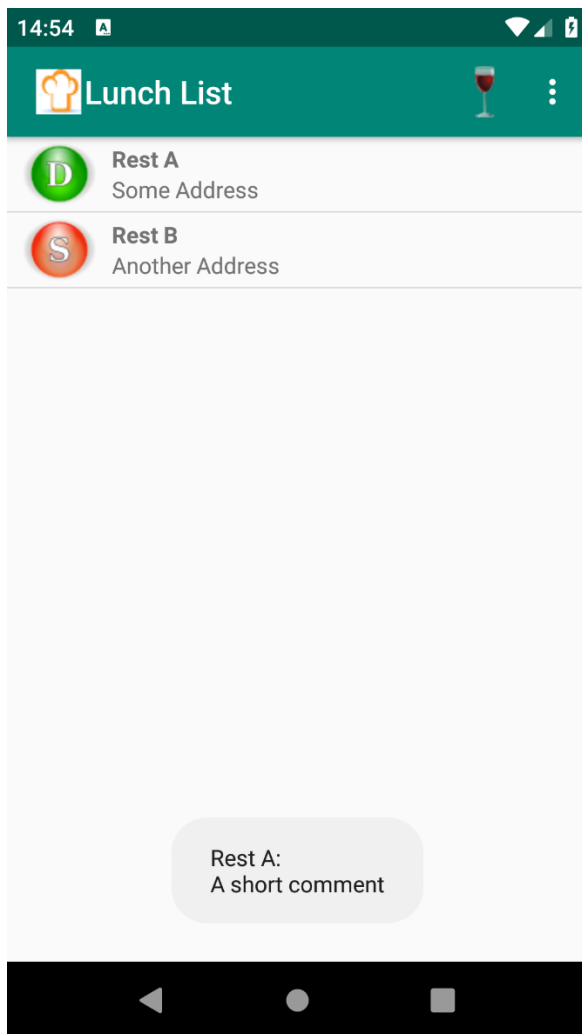 14:54 A
Lunch List
D
Rest A
Some Address
S
Rest B
Another Address
Rest A:
A short comment